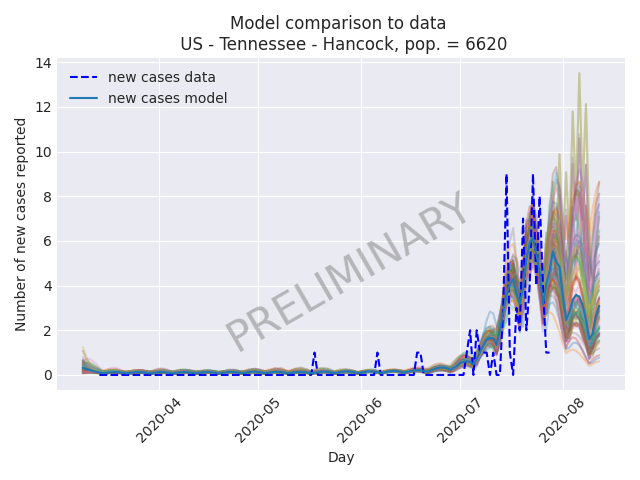 Model comparison to data
US - Tennessee - Hancock, pop. = 6620
14
12
10
8
6
4
2
0
Number of new cases reported
new cases data
new cases model
PRELIMINARY
2020-04
2020-05
2020-06
2020-07
2020-08
Day